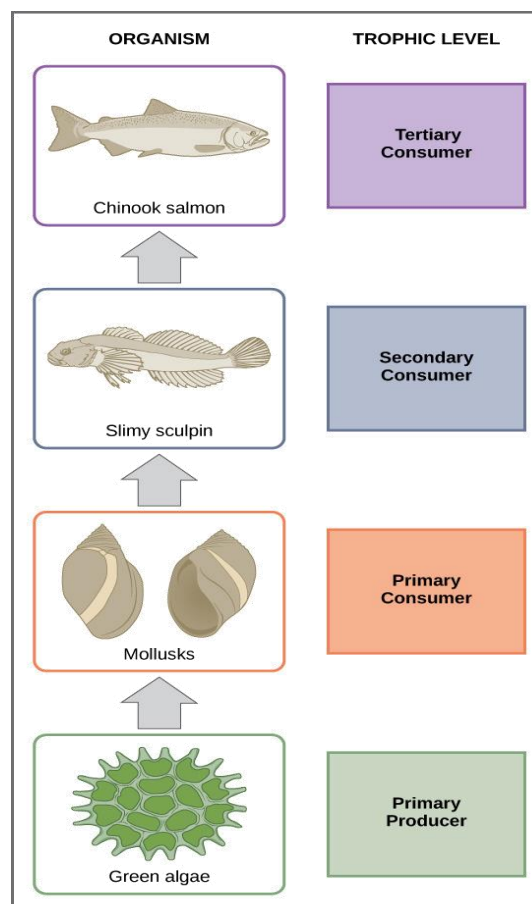 ORGANISM
TROPHIC LEVEL
Chinook salmon
Tertiary
Consumer
Slimy sculpin
Secondary
Consumer
Mollusks
Primary
Consumer
Green algae
Primary
Producer